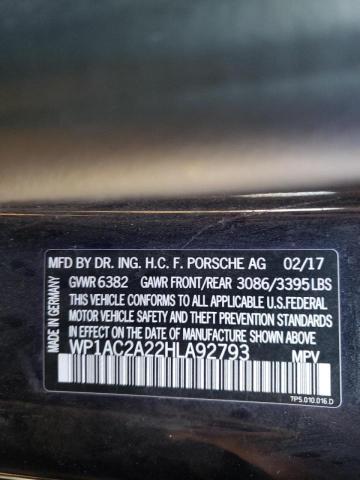 MFD BY DR. ING. H.C. F. PORSCHE AG 02/17
GVWR 6382 GAWR FRONT/REAR 3086/3395LBS
THIS VEHICLE CONFORMS TO ALL APPLICABLE U.S.FEDERAL
MOTOR VEHICLE SAFETY, BUMPER
AND THEFT PREVENTION STANDARDS IN EFFECT
ON THE DATE OF MANUFACTURE SHOWN ABOVE.
WP1AC2A22HLA92793 MPV
7P5.010.016.D
MADE IN GERMANY